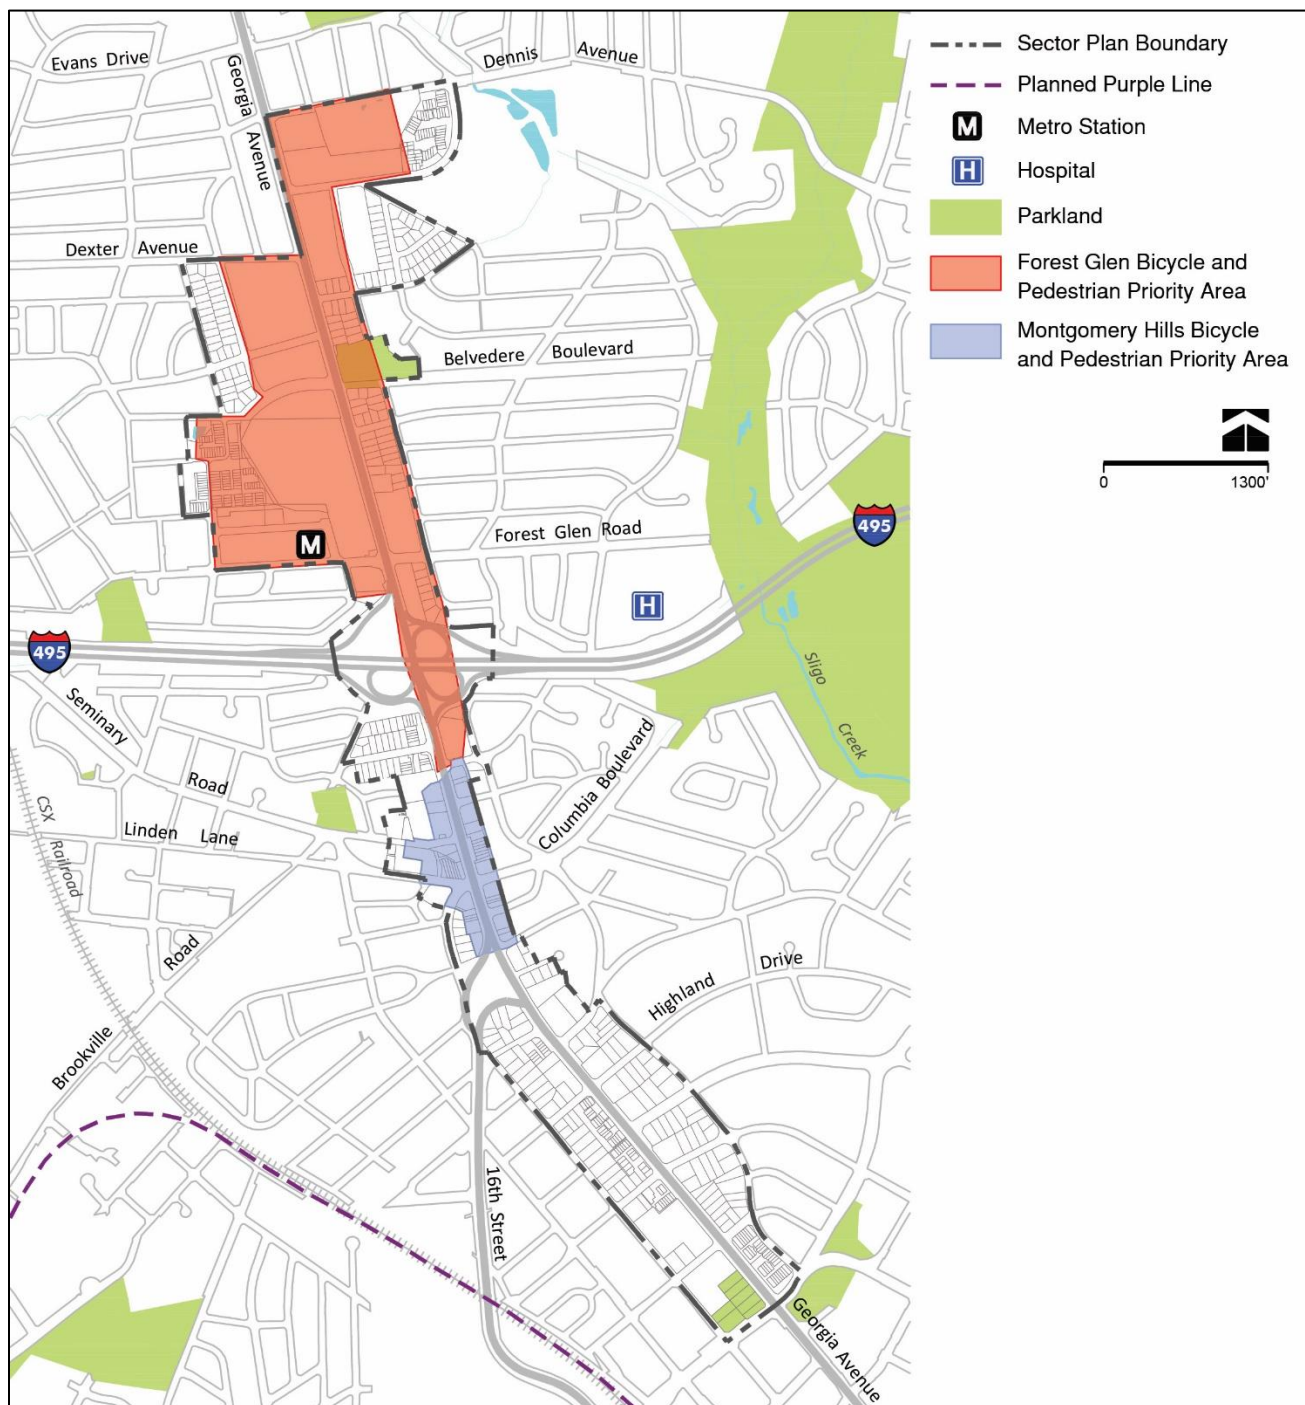 Evans Drive
Georgia Avenue
Dennis Avenue
Dexter Avenue
Belvedere Boulevard
Forest Glen Road
M
H
495
495
Sligo Creek
Seminary Road
Columbia Boulevard
Linden Lane
CSX Railroad
Brookville Road
Highland Drive
16th Street
Georgia Avenue
Sector Plan Boundary
Planned Purple Line
M
Metro Station
H
Hospital
Parkland
Forest Glen Bicycle and
Pedestrian Priority Area
Montgomery Hills Bicycle
and Pedestrian Priority Area
0 1300'